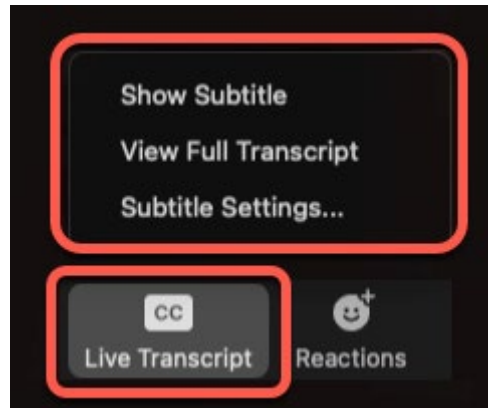 Show Subtitle
View Full Transcript
Subtitle Settings...
CC
Live Transcript
Reactions